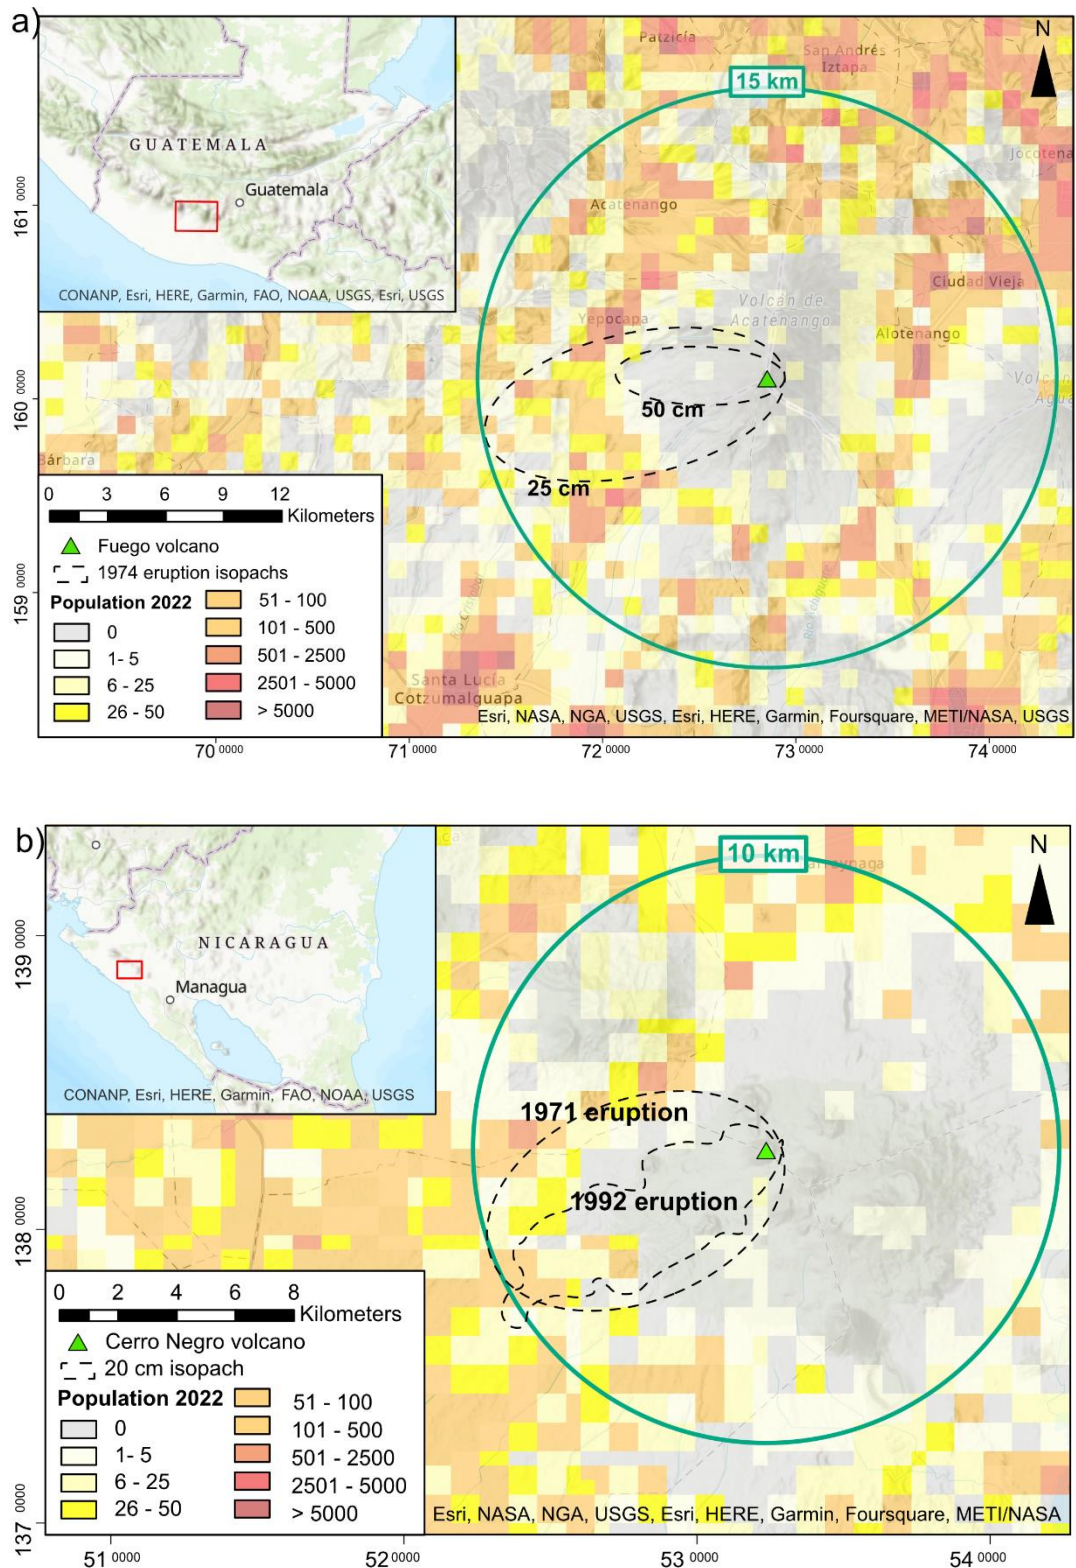 a)
GUATEMALA
Guatemala
CONANP, Esri, HERE, Garmin, FAO, NOAA, USGS, Esri, USGS
Patzicía
San Andrés
Iztapa
N
15 km
Jocotena
Acatenango
Ciudad Vieja
Volcán de
Acatenango
Yepocapa
Alotenango
Volcán
Agua
50 cm
25 cm
Bárbara
0 3 6 9 12
Kilometers
Fuego volcano
1974 eruption isopachs
Population 2022
0
1- 5
6 - 25
26 - 50
51 - 100
101 - 500
501 - 2500
2501 - 5000
> 5000
Santa Lucía
Cotzumalguapa
Esri, NASA, NGA, USGS, Esri, HERE, Garmin, Foursquare, METI/NASA, USGS
161 0000
160 0000
159 0000
70 0000
71 0000
72 0000
73 0000
74 0000
b)
NICARAGUA
Managua
CONANP, Esri, HERE, Garmin, FAO, NOAA, USGS
10 km
N
1971 eruption
1992 eruption
0 2 4 6 8
Kilometers
Cerro Negro volcano
20 cm isopach
Population 2022
0
1- 5
6 - 25
26 - 50
51 - 100
101 - 500
501 - 2500
2501 - 5000
> 5000
Esri, NASA, NGA, USGS, Esri, HERE, Garmin, Foursquare, METI/NASA
139 0000
138 0000
137 0000
51 0000
52 0000
53 0000
54 0000